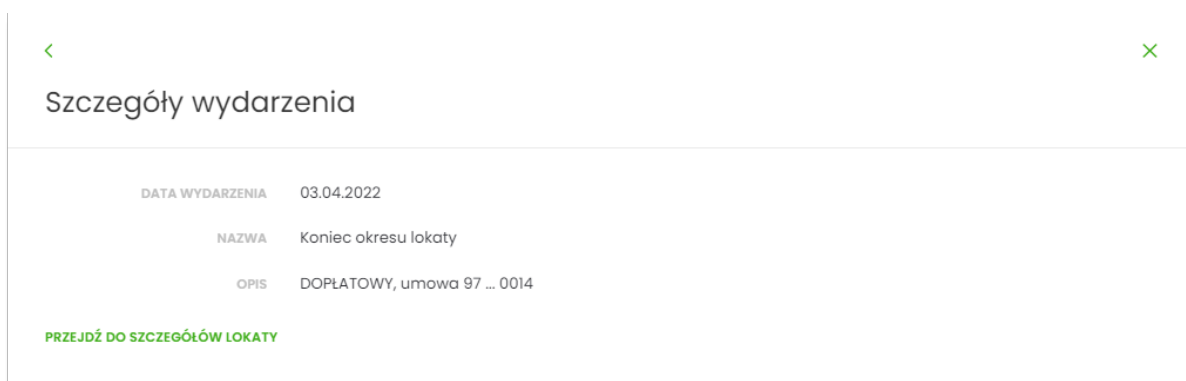 Szczegóły wydarzenia
DATA WYDARZENIA 03.04.2022
NAZWA Koniec okresu lokaty
OPIS DOPŁATOWY, umowa 97 ... 0014
PRZEJDŹ DO SZCZEGÓŁÓW LOKATY